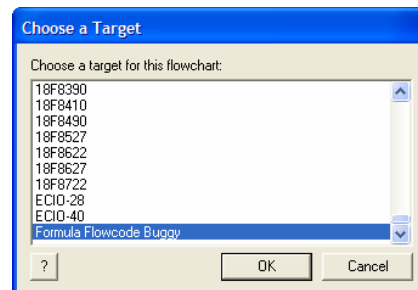 Choose a Target
Choose a target for this flowchart:
18F8390
18F8410
18F8490
18F8527
18F8622
18F8627
18F8722
ECIO-28
ECIO-40
Formula Flowcode Buggy
? OK Cancel